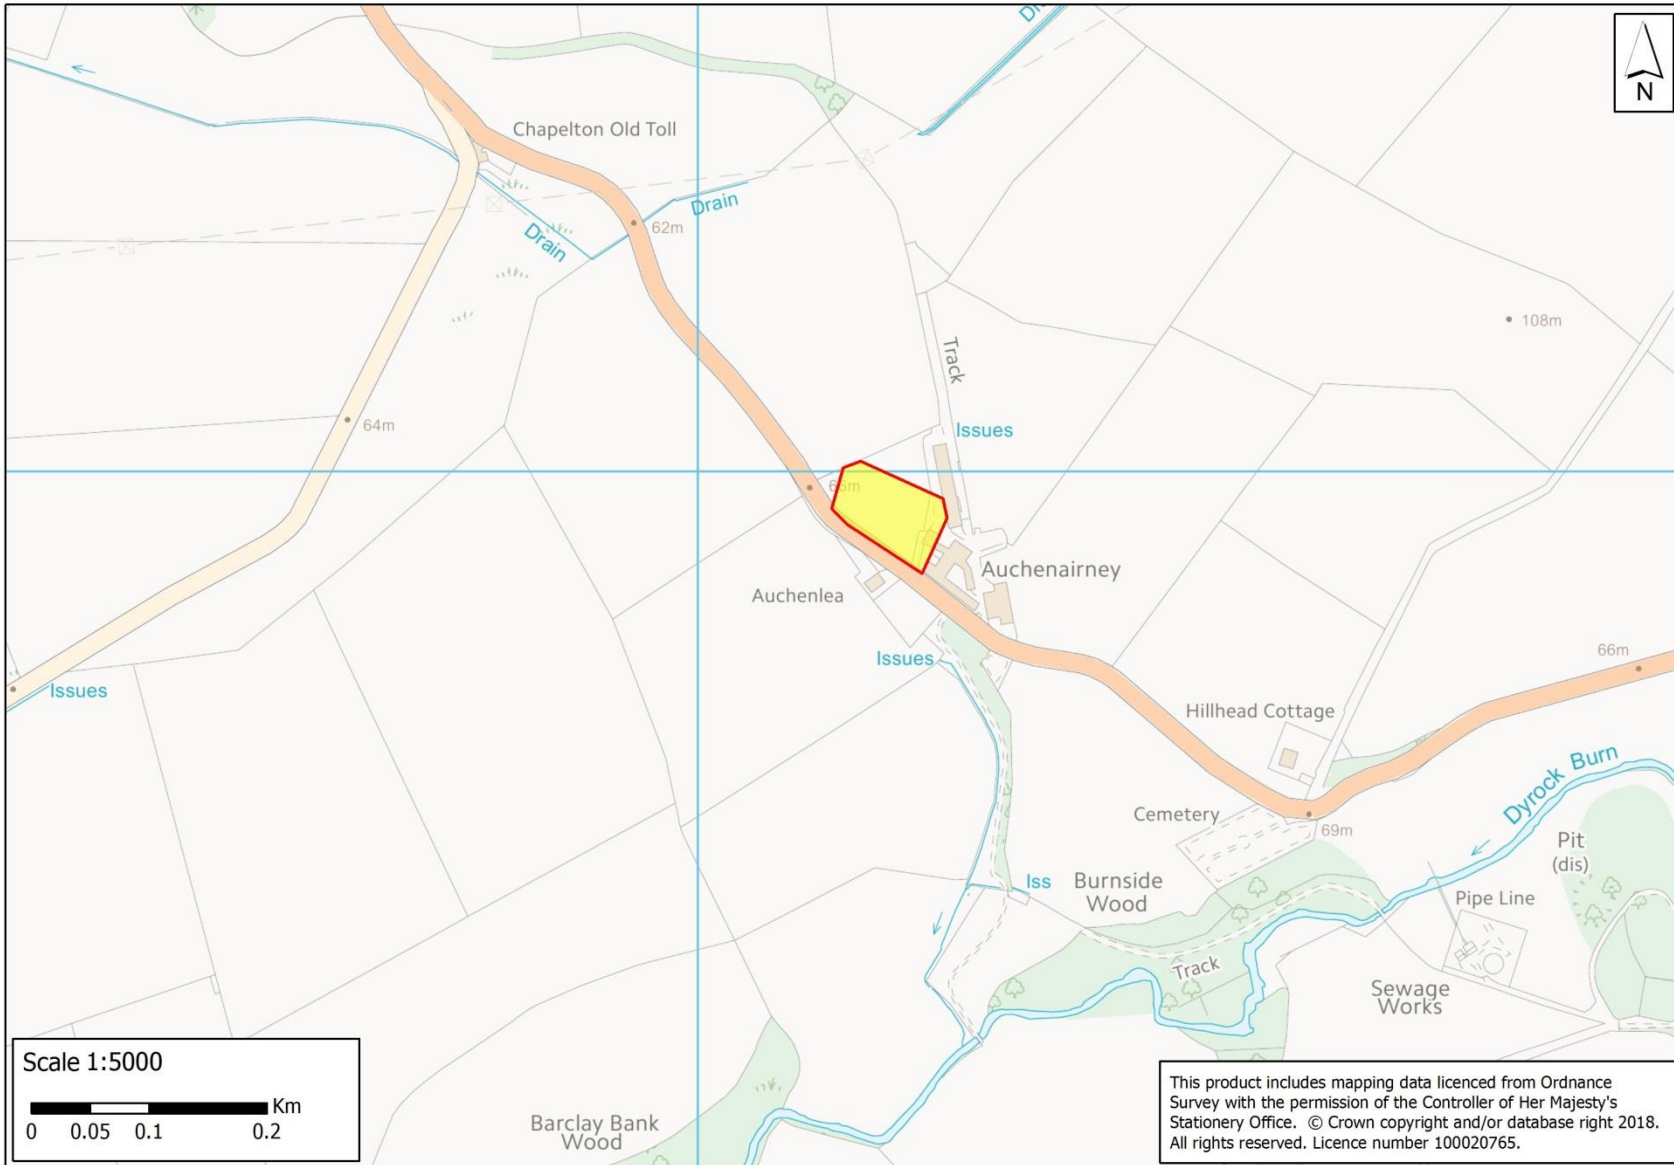 Dr
N
Chapelton Old Toll
Drain
62m
Drain
108m
Track
64m
Issues
66m
Auchenairney
Auchenlea
66m
Issues
Issues
Hillhead Cottage
Dyrock Burn
Cemetery
69m
Pit
(dis)
Iss
Burnside
Wood
Pipe Line
Track
Sewage
Works
Scale 1:5000
Km
0 0.05 0.1 0.2
Barclay Bank
Wood
This product includes mapping data licenced from Ordnance
Survey with the permission of the Controller of Her Majesty's
Stationery Office. © Crown copyright and/or database right 2018.
All rights reserved. Licence number 100020765.